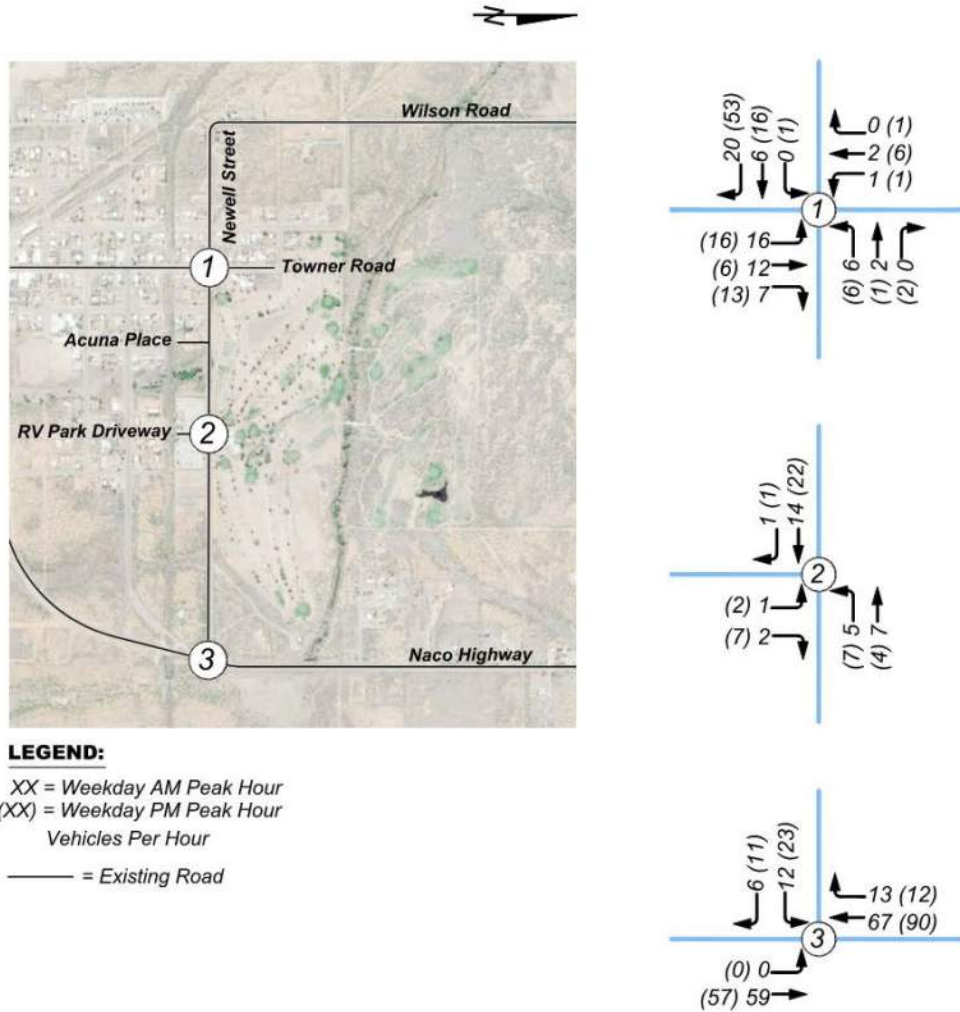 N
Wilson Road
Newell Street
1
Towner Road
Acuna Place
RV Park Driveway
2
3
Naco Highway
LEGEND:
XX = Weekday AM Peak Hour
(XX) = Weekday PM Peak Hour
Vehicles Per Hour
= Existing Road
20 (53)
6 (16)
0 (1)
0 (1)
2 (6)
1 (1)
1
(16) 16
(6) 12
(13) 7
(6) 6
(1) 2
(2) 0
1 (1)
14 (22)
2
(2) 1
(7) 2
(7) 5
(4) 7
6 (11)
12 (23)
13 (12)
67 (90)
3
(0) 0
(57) 59